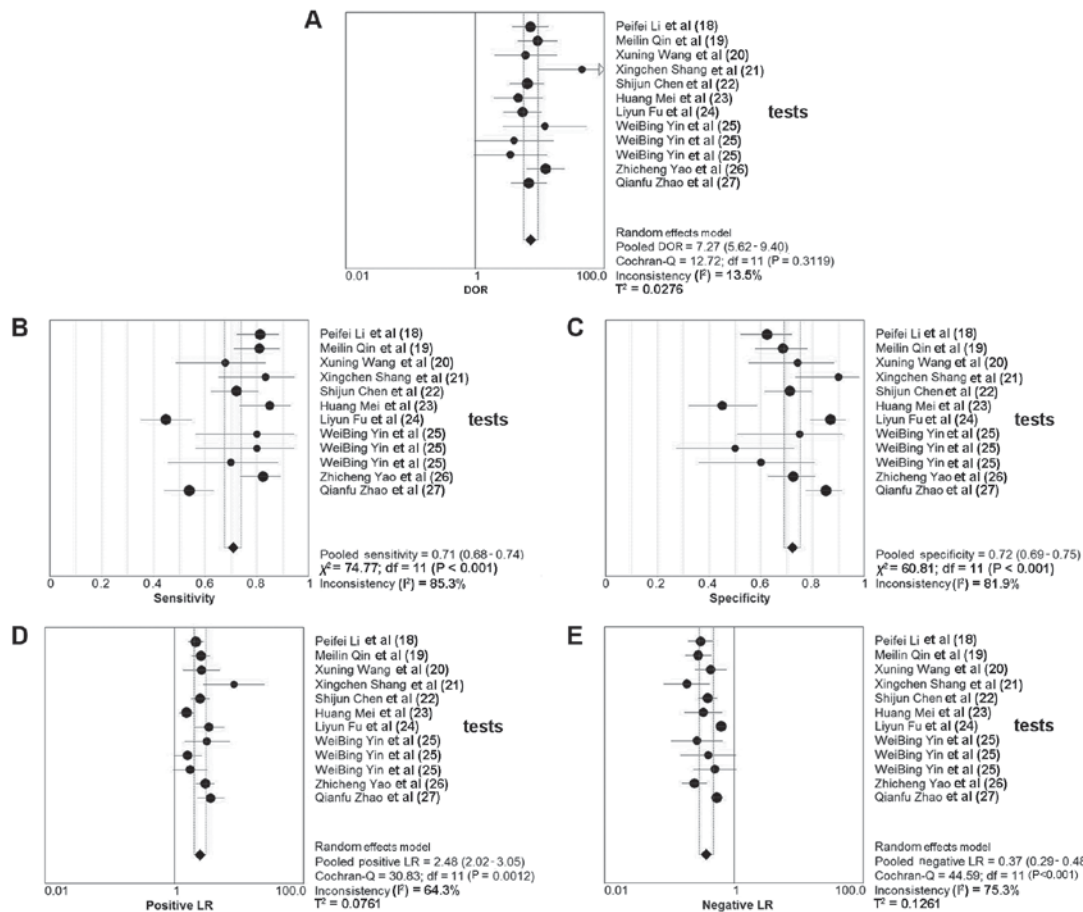 A
Peifei Li et al (18)
Meilin Qin et al (19)
Xuning Wang et al (20)
Xingchen Shang et al (21)
Shijun Chen et al (22)
Huang Mei et al (23)
Liyun Fu et al (24)
WeiBing Yin et al (25)
WeiBing Yin et al (25)
WeiBing Yin et al (25)
Zhicheng Yao et al (26)
Qianfu Zhao et al (27)
tests
Random effects model
Pooled DOR = 7.27 (5.62-9.40)
Cochran-Q = 12.72; df = 11 (P = 0.3119)
Inconsistency (I²) = 13.5%
T² = 0.0276
0.01 1 100.0
DOR
B
Peifei Li et al (18)
Meilin Qin et al (19)
Xuning Wang et al (20)
Xingchen Shang et al (21)
Shijun Chen et al (22)
Huang Mei et al (23)
Liyun Fu et al (24)
WeiBing Yin et al (25)
WeiBing Yin et al (25)
WeiBing Yin et al (25)
Zhicheng Yao et al (26)
Qianfu Zhao et al (27)
tests
Pooled sensitivity = 0.71 (0.68-0.74)
χ² = 74.77; df = 11 (P < 0.001)
Inconsistency (I²) = 85.3%
0 0.2 0.4 0.6 0.8 1
Sensitivity
C
Peifei Li et al (18)
Meilin Qin et al (19)
Xuning Wang et al (20)
Xingchen Shang et al (21)
Shijun Chen et al (22)
Huang Mei et al (23)
Liyun Fu et al (24)
WeiBing Yin et al (25)
WeiBing Yin et al (25)
WeiBing Yin et al (25)
Zhicheng Yao et al (26)
Qianfu Zhao et al (27)
tests
Pooled specificity = 0.72 (0.69-0.75)
χ² = 60.81; df = 11 (P < 0.001)
Inconsistency (I²) = 81.9%
0 0.2 0.4 0.6 0.8 1
Specificity
D
Peifei Li et al (18)
Meilin Qin et al (19)
Xuning Wang et al (20)
Xingchen Shang et al (21)
Shijun Chen et al (22)
Huang Mei et al (23)
Liyun Fu et al (24)
WeiBing Yin et al (25)
WeiBing Yin et al (25)
WeiBing Yin et al (25)
Zhicheng Yao et al (26)
Qianfu Zhao et al (27)
tests
Random effects model
Pooled positive LR = 2.48 (2.02-3.05)
Cochran-Q = 30.83; df = 11 (P = 0.0012)
Inconsistency (I²) = 64.3%
T² = 0.0761
0.01 1 100.0
Positive LR
E
Peifei Li et al (18)
Meilin Qin et al (19)
Xuning Wang et al (20)
Xingchen Shang et al (21)
Shijun Chen et al (22)
Huang Mei et al (23)
Liyun Fu et al (24)
WeiBing Yin et al (25)
WeiBing Yin et al (25)
WeiBing Yin et al (25)
Zhicheng Yao et al (26)
Qianfu Zhao et al (27)
tests
Random effects model
Pooled negative LR = 0.37 (0.29-0.48
Cochran-Q = 44.59; df = 11 (P<0.001)
Inconsistency (I²) = 75.3%
T² = 0.1261
0.01 1 100.0
Negative LR